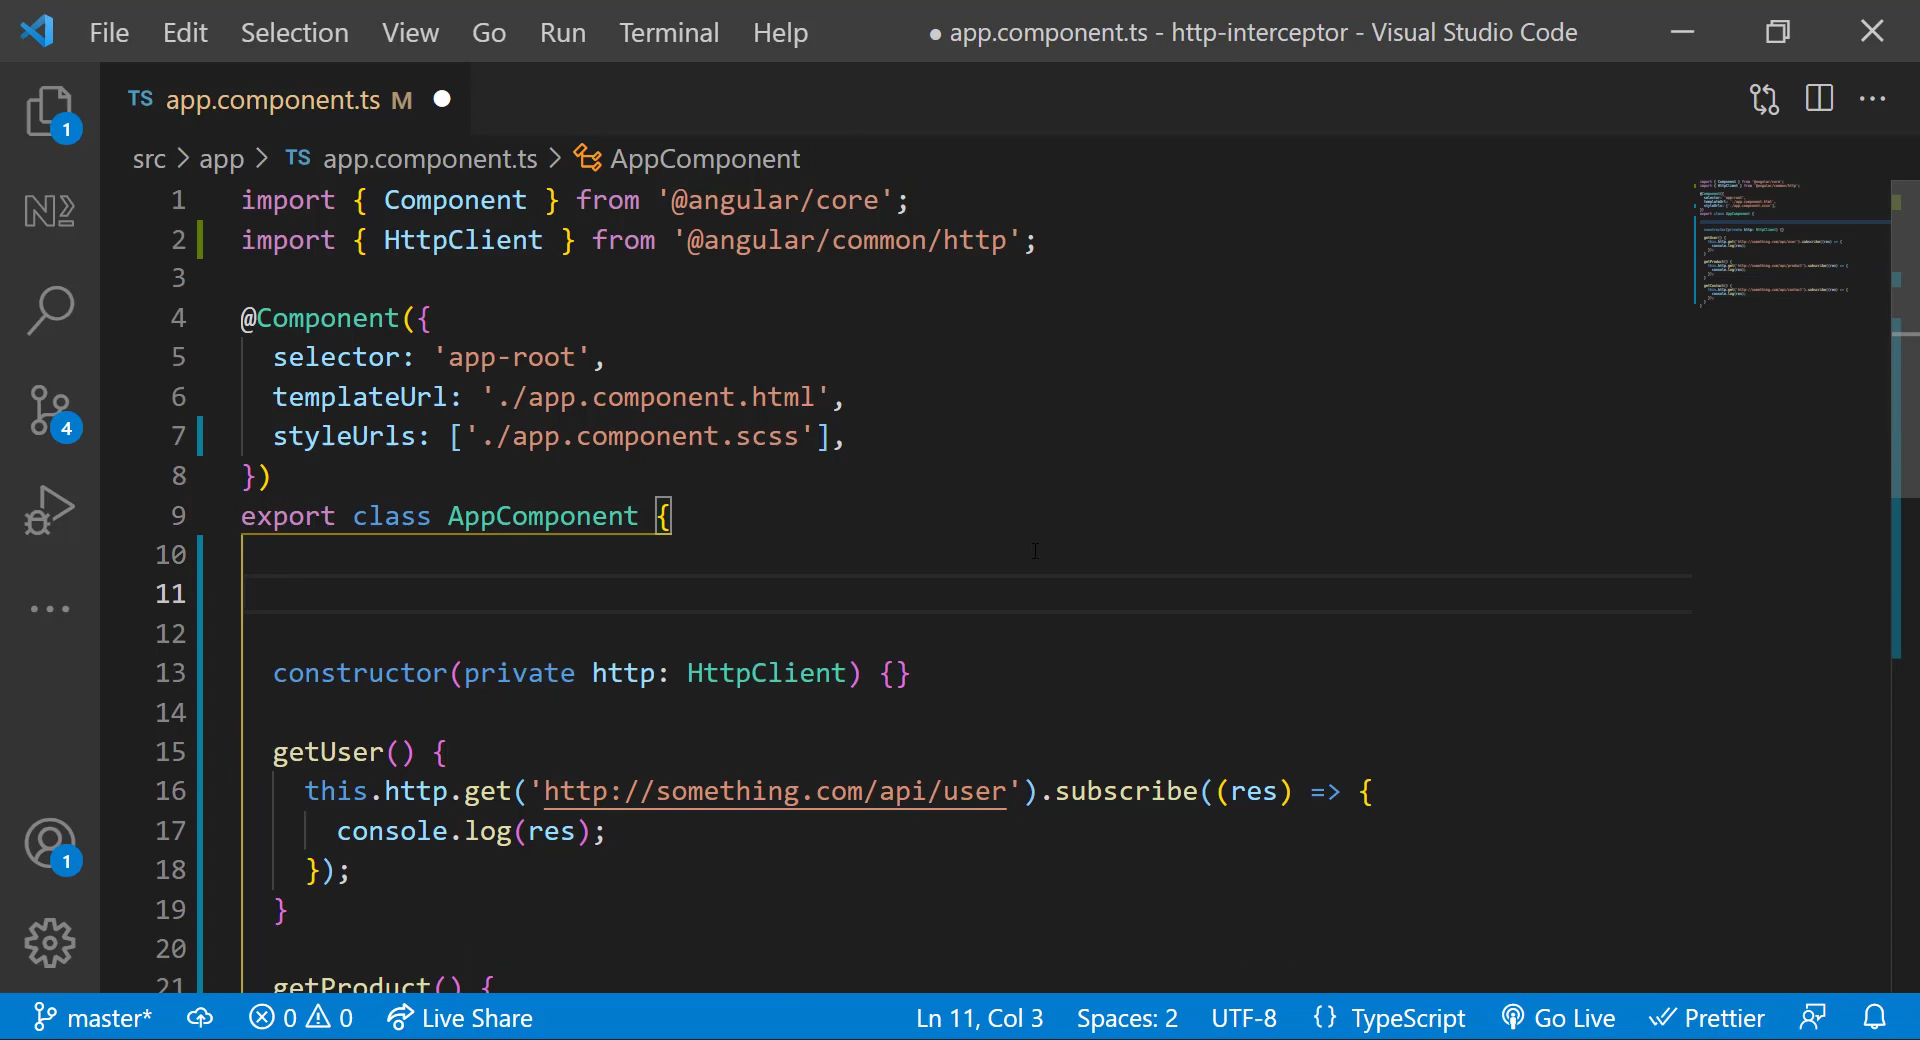 File Edit Selection View Go Run Terminal Help ● app.component.ts - http-interceptor - Visual Studio Code
TS app.component.ts M
src > app > TS app.component.ts > AppComponent
1 import { Component } from '@angular/core';
2 import { HttpClient } from '@angular/common/http';
3
4 @Component({
5 selector: 'app-root',
6 templateUrl: './app.component.html',
7 styleUrls: ['./app.component.scss'],
8 })
9 export class AppComponent {
10
11
12
13 constructor(private http: HttpClient) {}
14
15 getUser() {
16 this.http.get('http://something.com/api/user').subscribe((res) => {
17 console.log(res);
18 });
19 }
20
21 getProduct() {
1
4
1
master* 0 0 Live Share Ln 11, Col 3 Spaces: 2 UTF-8 {} TypeScript Go Live Prettier